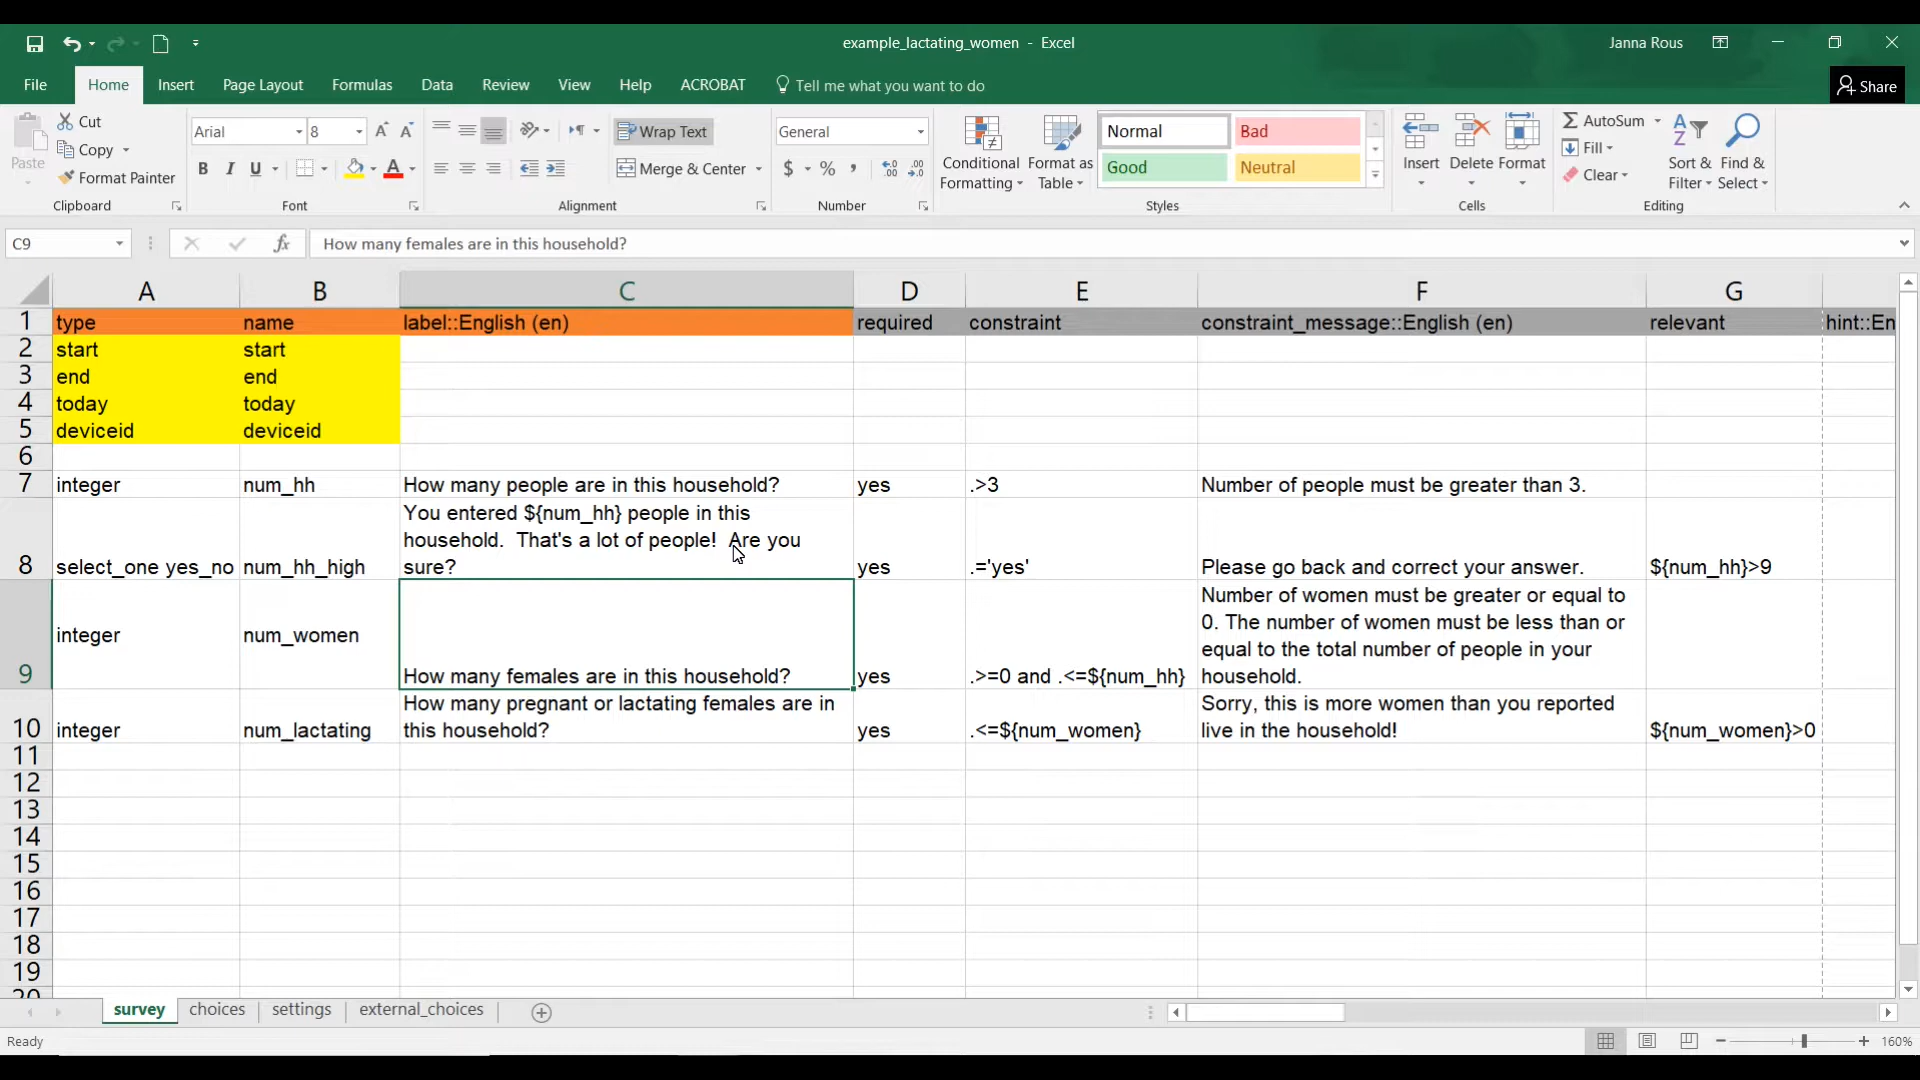 example_lactating_women - Excel
Janna Rous
File
Home
Insert
Page Layout
Formulas
Data
Review
View
Help
ACROBAT
Tell me what you want to do
Share
Paste
Cut
Copy
Format Painter
Clipboard
Arial
8
B I U
Font
Wrap Text
Merge & Center
Alignment
General
$ % ,
Number
Conditional
Formatting
Format as
Table
Normal
Bad
Good
Neutral
Styles
Insert
Delete
Format
Cells
AutoSum
Fill
Clear
Sort &
Filter
Find &
Select
Editing
C9
fx
How many females are in this household?
A B C D E F G
1 type name label::English (en) required constraint constraint_message::English (en) relevant hint::En
2 start start
3 end end
4 today today
5 deviceid deviceid
6
7 integer num_hh How many people are in this household? yes .>3 Number of people must be greater than 3.
You entered ${num_hh} people in this
household. That's a lot of people! Are you
8 select_one yes_no num_hh_high sure? yes .='yes' Please go back and correct your answer. ${num_hh}>9
Number of women must be greater or equal to
0. The number of women must be less than or
integer num_women
equal to the total number of people in your
9 How many females are in this household? yes .>=0 and .<=${num_hh} household.
How many pregnant or lactating females are in Sorry, this is more women than you reported
10 integer num_lactating this household? yes .<=${num_women} live in the household! ${num_women}>0
11
12
13
14
15
16
17
18
19
20
survey choices settings external_choices
Ready
160%